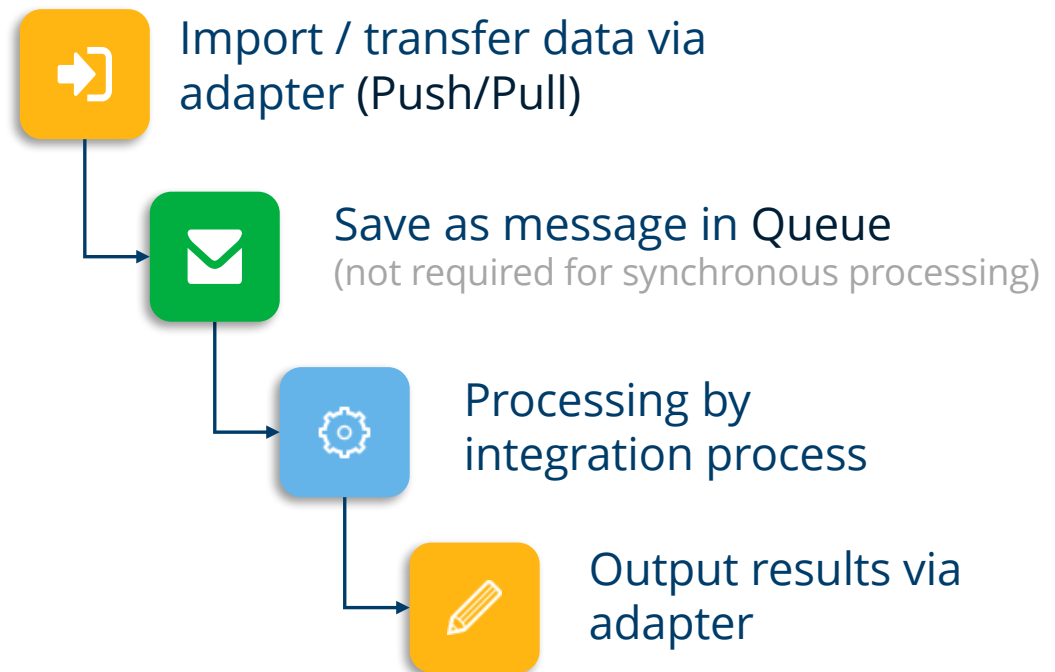 Import / transfer data via
adapter (Push/Pull)
Save as message in Queue
(not required for synchronous processing)
Processing by
integration process
Output results via
adapter